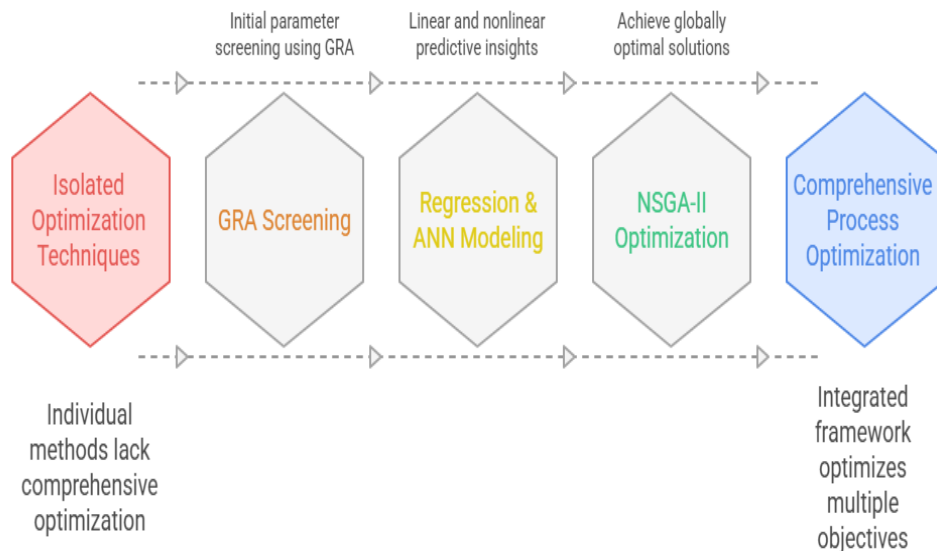 Initial parameter
screening using GRA
Linear and nonlinear
predictive insights
Achieve globally
optimal solutions
Isolated
Optimization
Techniques
GRA Screening
Regression &
ANN Modeling
NSGA-II
Optimization
Comprehensive
Process
Optimization
Individual
methods lack
comprehensive
optimization
Integrated
framework
optimizes
multiple
objectives